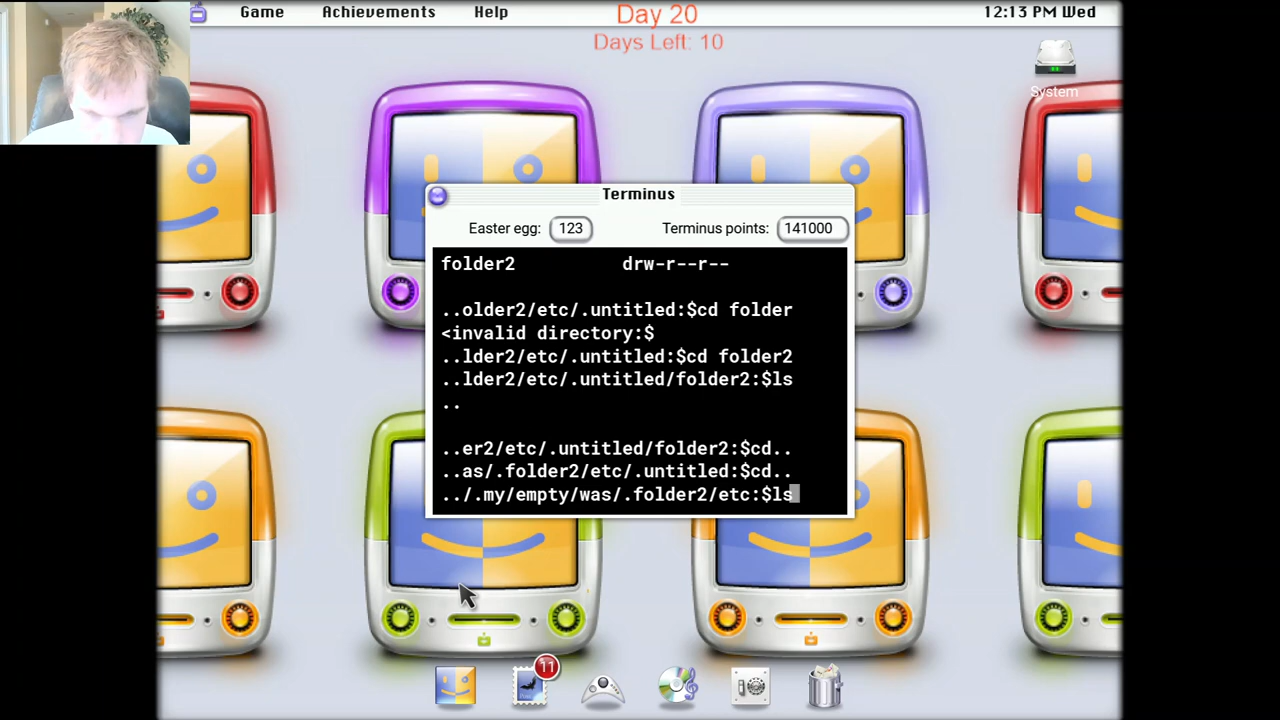 Game Achievements Help Day 20 12:13 PM Wed
Days Left: 10
System
Terminus
Easter egg: 123 Terminus points: 141000
folder2 drw-r--r--
..older2/etc/.untitled:$cd folder
<invalid directory:$
..lder2/etc/.untitled:$cd folder2
..lder2/etc/.untitled/folder2:$ls
..
..er2/etc/.untitled/folder2:$cd..
..as/.folder2/etc/.untitled:$cd..
../.my/empty/was/.folder2/etc:$ls
11